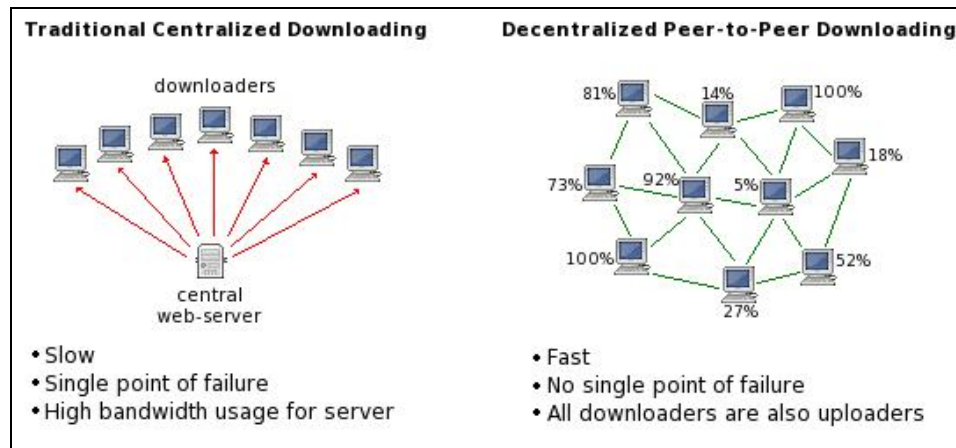 Traditional Centralized Downloading
downloaders
central
web-server
• Slow
• Single point of failure
• High bandwidth usage for server
Decentralized Peer-to-Peer Downloading
81%
14%
100%
18%
73%
92%
5%
100%
52%
27%
• Fast
• No single point of failure
• All downloaders are also uploaders